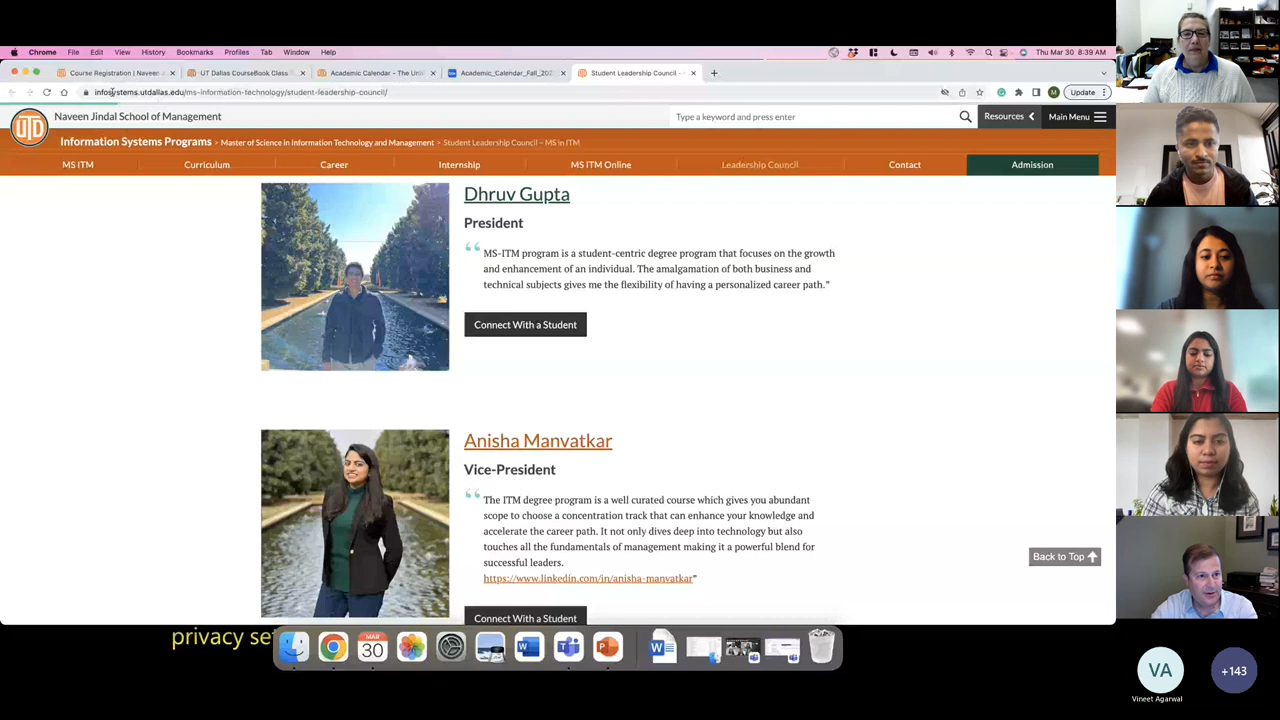 Chrome File Edit View History Bookmarks Profiles Tab Window Help Thu Mar 30 8:39 AM
Course Registration | Naveen UT Dallas CourseBook Class Academic Calendar - The Uni Academic_Calendar_Fall_202 Student Leadership Council -
infosystems.utdallas.edu/ms-information-technology/student-leadership-council/ Update
UTD
Naveen Jindal School of Management Type a keyword and press enter Resources Main Menu
Information Systems Programs > Master of Science in Information Technology and Management > Student Leadership Council – MS in ITM
MS ITM Curriculum Career Internship MS ITM Online Leadership Council Contact Admission
Dhruv Gupta
President
“ MS-ITM program is a student-centric degree program that focuses on the growth
and enhancement of an individual. The amalgamation of both business and
technical subjects gives me the flexibility of having a personalized career path.”
Connect With a Student
Anisha Manvatkar
Vice-President
“ The ITM degree program is a well curated course which gives you abundant
scope to choose a concentration track that can enhance your knowledge and
accelerate the career path. It not only dives deep into technology but also
touches all the fundamentals of management making it a powerful blend for
successful leaders.
https://www.linkedin.com/in/anisha-manvatkar”
Back to Top
Connect With a Student
privacy se
MAR
30
VA
+143
Vineet Agarwal